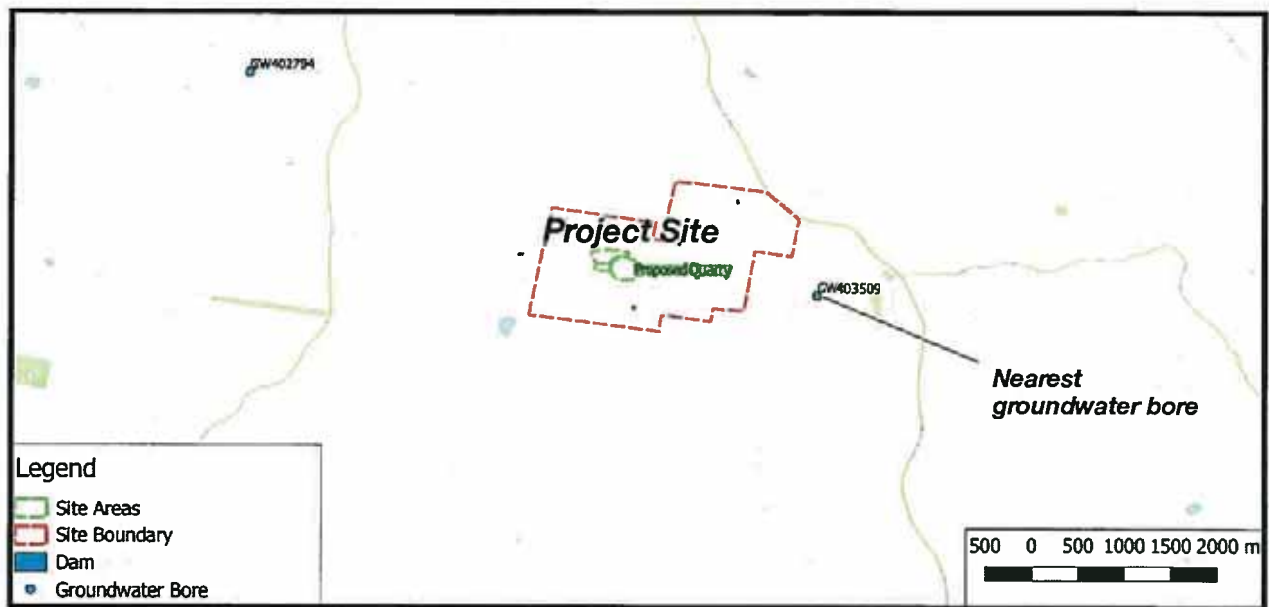 GW402794
Project Site
Proposed Quarry
GW403509
Nearest
groundwater bore
Legend
Site Areas
Site Boundary
Dam
Groundwater Bore
500 0 500 1000 1500 2000 m